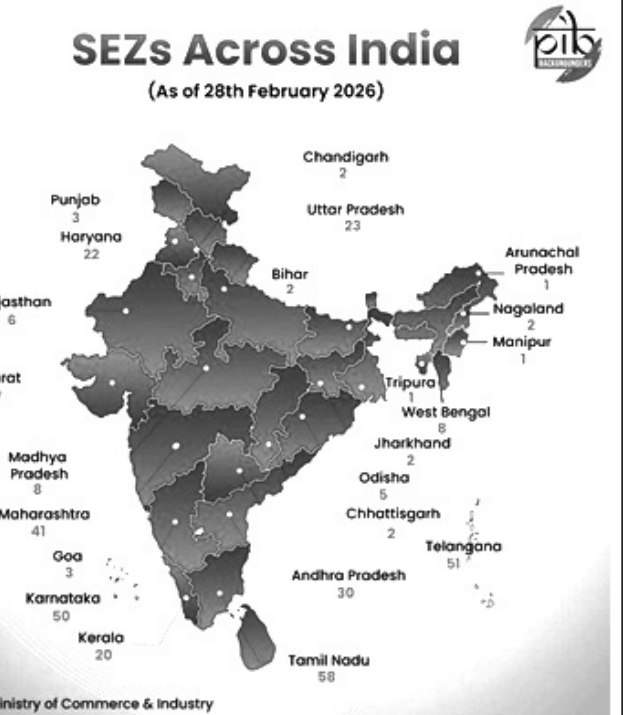 SEZs Across India
(As of 28th February 2026)
pib
BACKGROUNDERS
Chandigarh
2
Punjab
3
Uttar Pradesh
23
Haryana
22
Arunachal
Pradesh
1
Bihar
2
jasthan
6
Nagaland
2
Manipur
1
rat
Tripura
1
West Bengal
8
Jharkhand
2
Madhya
Pradesh
8
Odisha
5
Maharashtra
41
Chhattisgarh
2
Telangana
51
Goa
3
Andhra Pradesh
30
Karnataka
50
Kerala
20
Tamil Nadu
58
inistry of Commerce & Industry